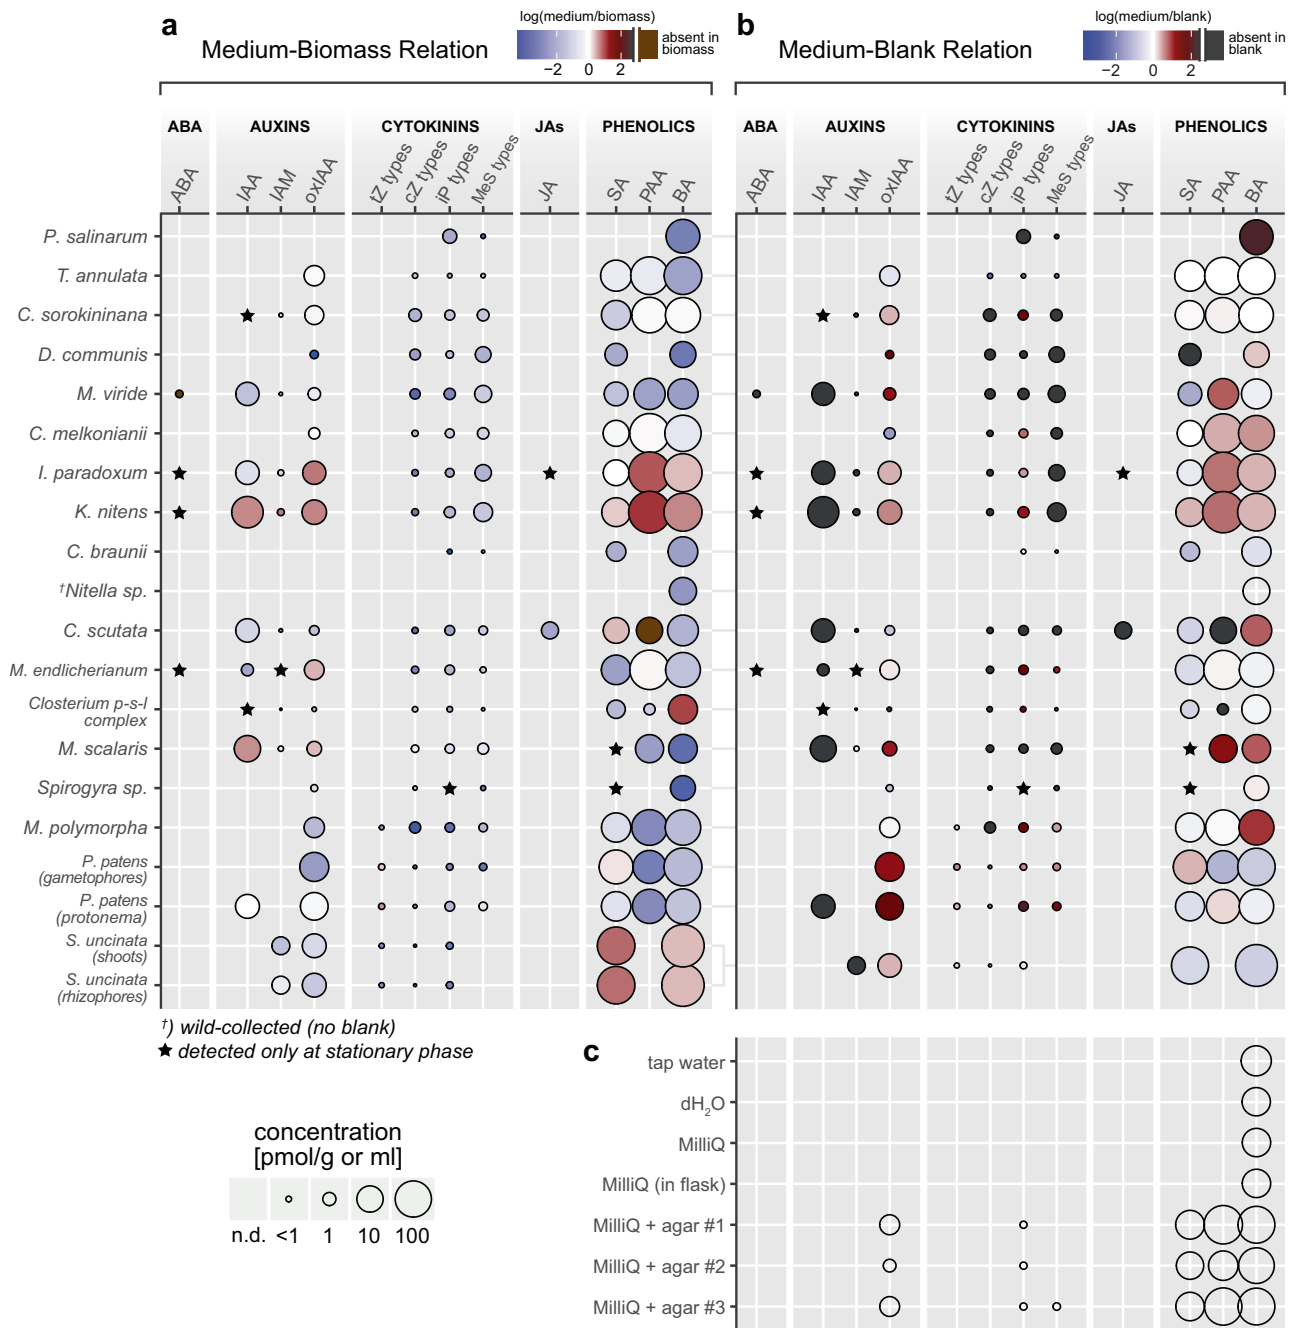 a
Medium-Biomass Relation
log(medium/biomass)
−2 0 2
absent in
biomass
b
Medium-Blank Relation
log(medium/blank)
−2 0 2
absent in
blank
ABA AUXINS CYTOKININS JAs PHENOLICS
ABA IAA IAM oxIAA tZ types cZ types iP types MeS types JA SA PAA BA
ABA AUXINS CYTOKININS JAs PHENOLICS
ABA IAA IAM oxIAA tZ types cZ types iP types MeS types JA SA PAA BA
P. salinarum
T. annulata
C. sorokininana
D. communis
M. viride
C. melkonianii
I. paradoxum
K. nitens
C. braunii
†Nitella sp.
C. scutata
M. endlicherianum
Closterium p-s-l
complex
M. scalaris
Spirogyra sp.
M. polymorpha
P. patens
(gametophores)
P. patens
(protonema)
S. uncinata
(shoots)
S. uncinata
(rhizophores)
†) wild-collected (no blank)
★ detected only at stationary phase
concentration
[pmol/g or ml]
n.d. <1 1 10 100
c
tap water
dH₂O
MilliQ
MilliQ (in flask)
MilliQ + agar #1
MilliQ + agar #2
MilliQ + agar #3